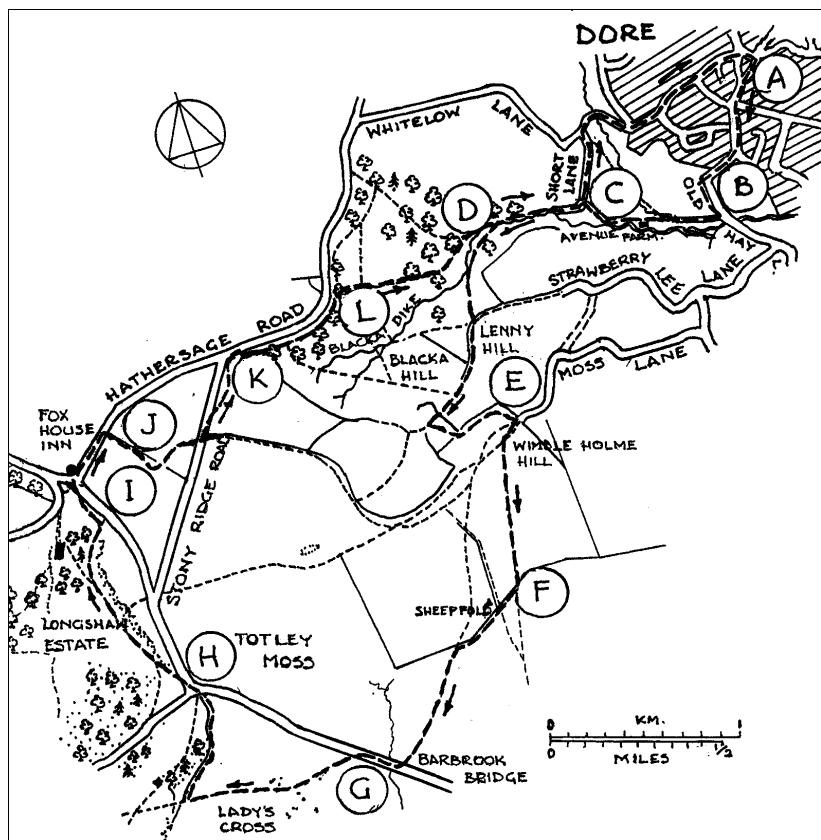 DORE
A
WHITELOW
LANE
SHORT
LANE
C
OLD
B
HAY
LANE
D
AVENUE FARM.
STRAWBERRY
LEE
L
HATHERSAGE ROAD
BLACKA DIKE
LENNY
HILL
BLACKA
HILL
MOSS LANE
K
E
FOX
HOUSE
INN
J
WIMBLE HOLME
HILL
I
STONY RIDGE ROAD
F
SHEEPFOLD
LONGSHAW
ESTATE
H
TOTLEY
MOSS
KM.
0 1
0 1/2
MILES
BARBROOK
BRIDGE
G
LADY'S
CROSS